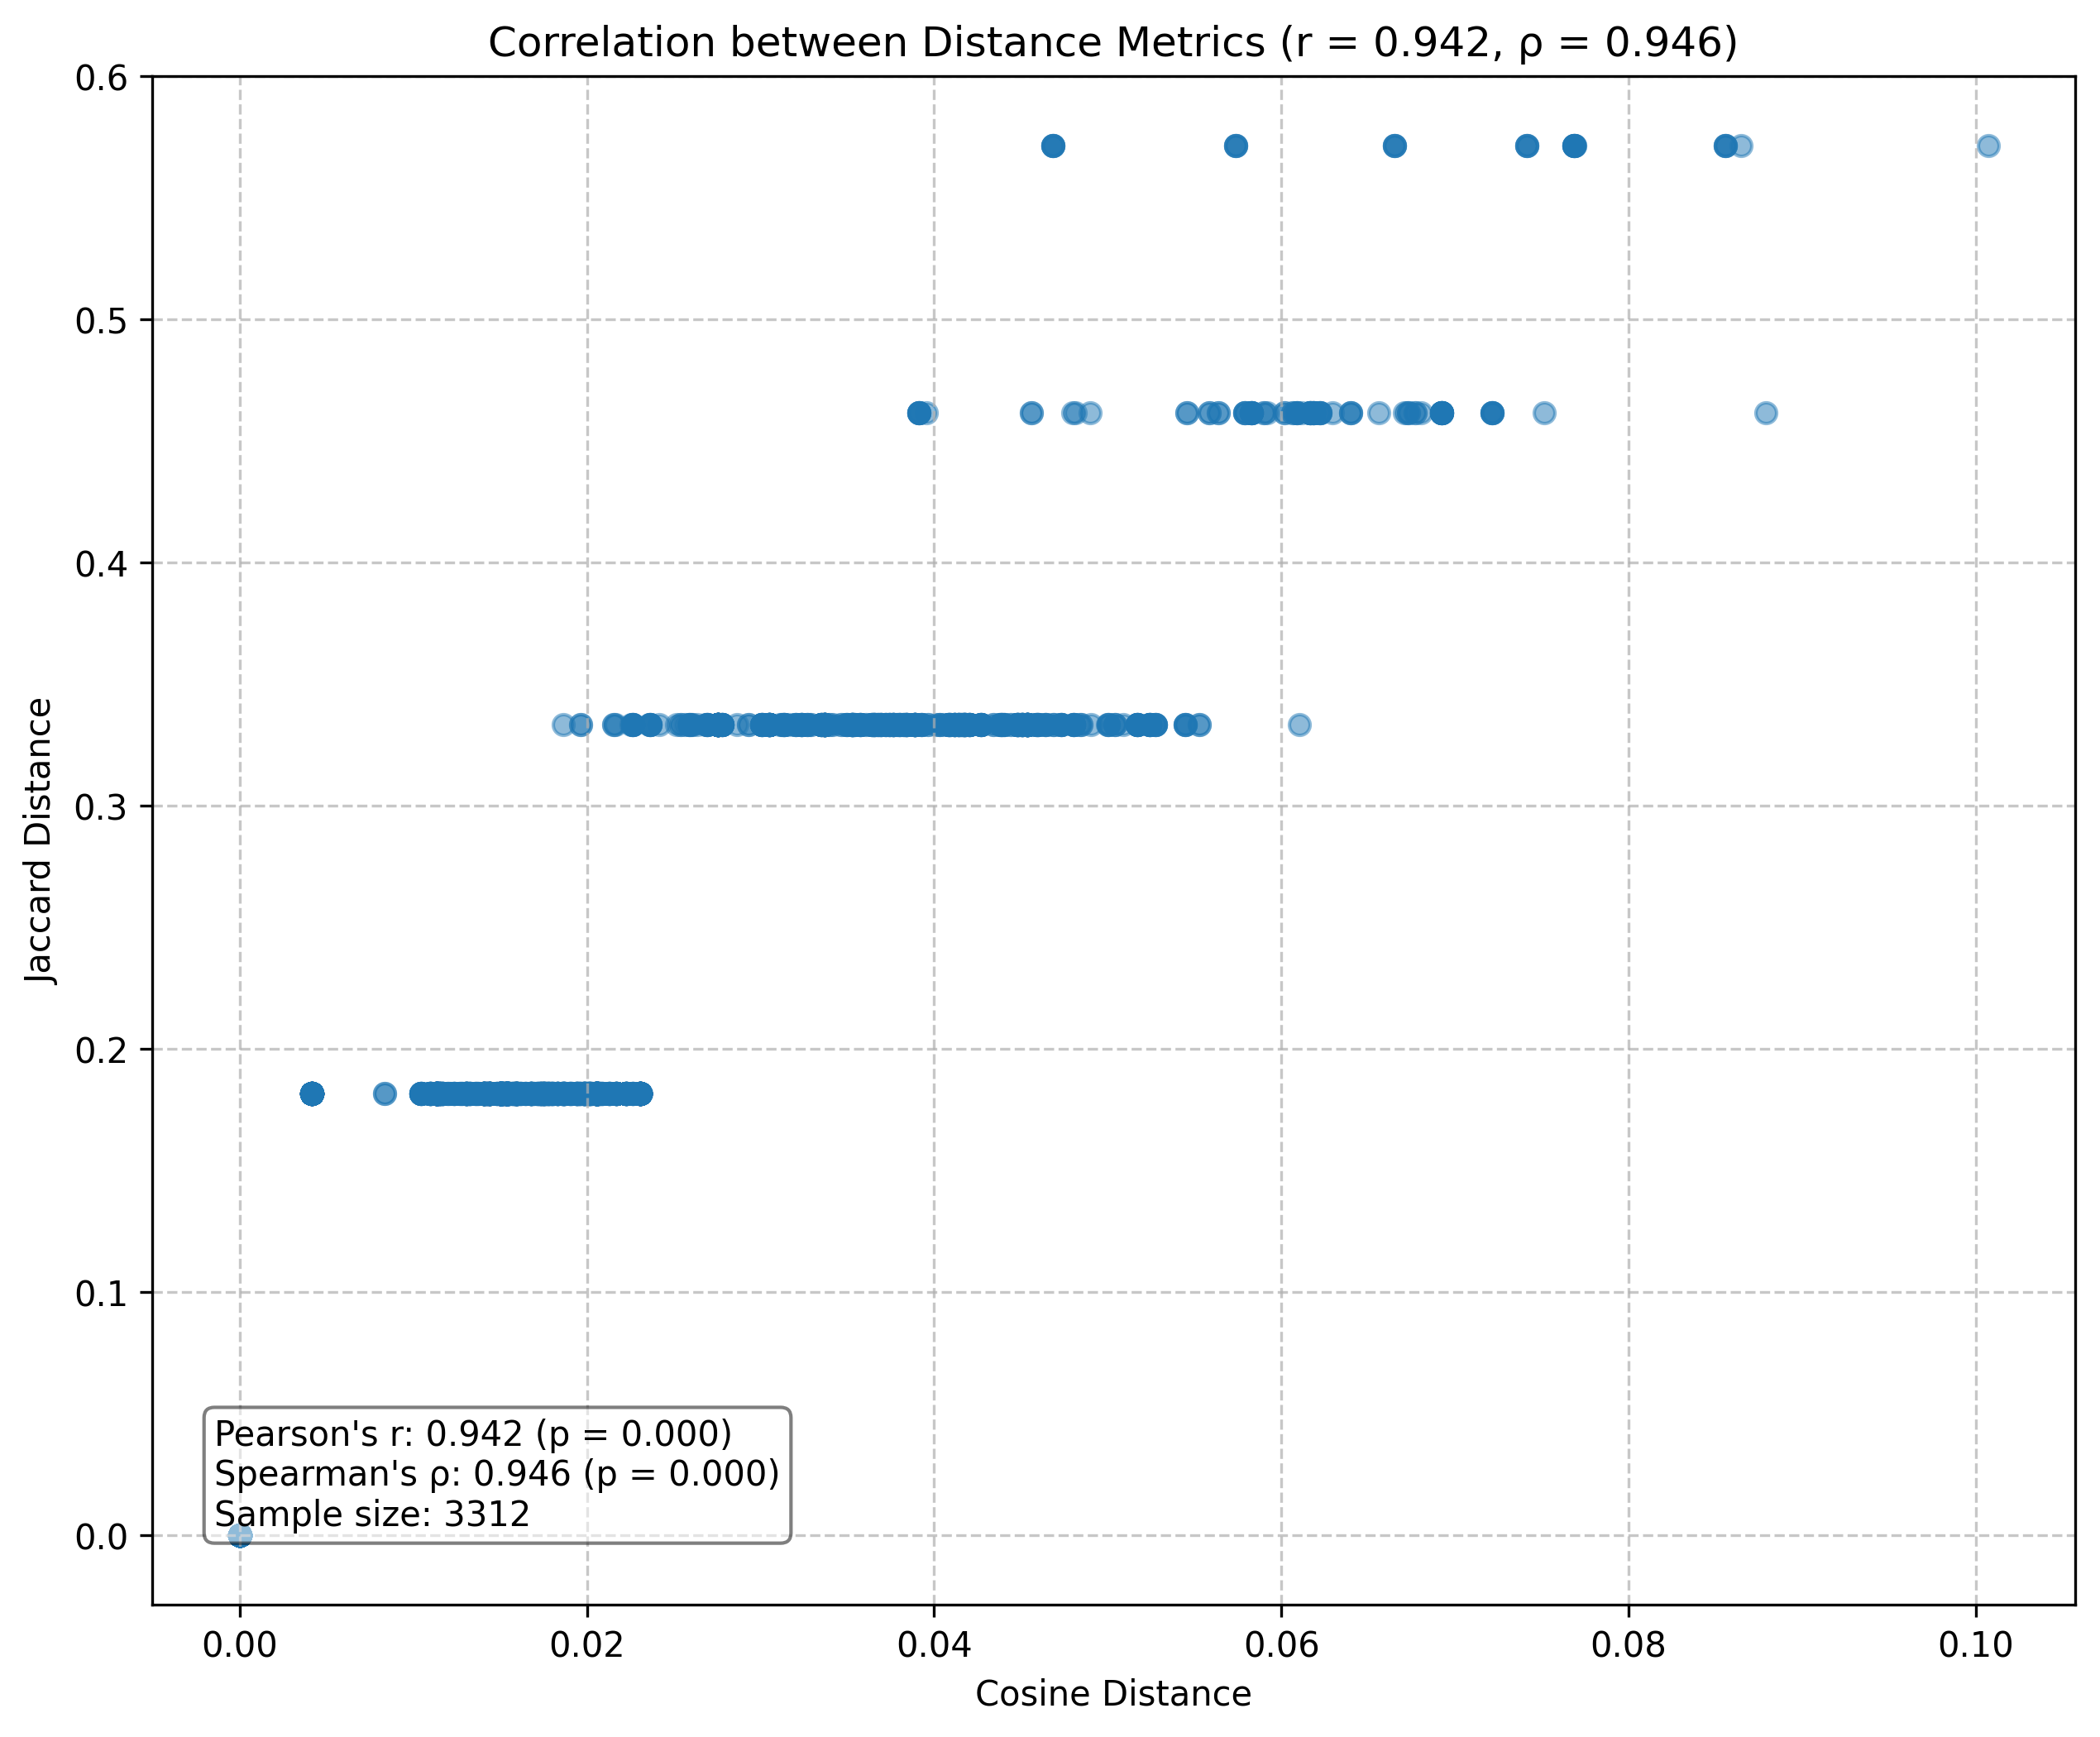 Correlation between Distance Metrics (r = 0.942, ρ = 0.946)
0.6
0.5
0.4
0.3
0.2
0.1
0.0
Jaccard Distance
Pearson's r: 0.942 (p = 0.000)
Spearman's ρ: 0.946 (p = 0.000)
Sample size: 3312
0.00 0.02 0.04 0.06 0.08 0.10
Cosine Distance